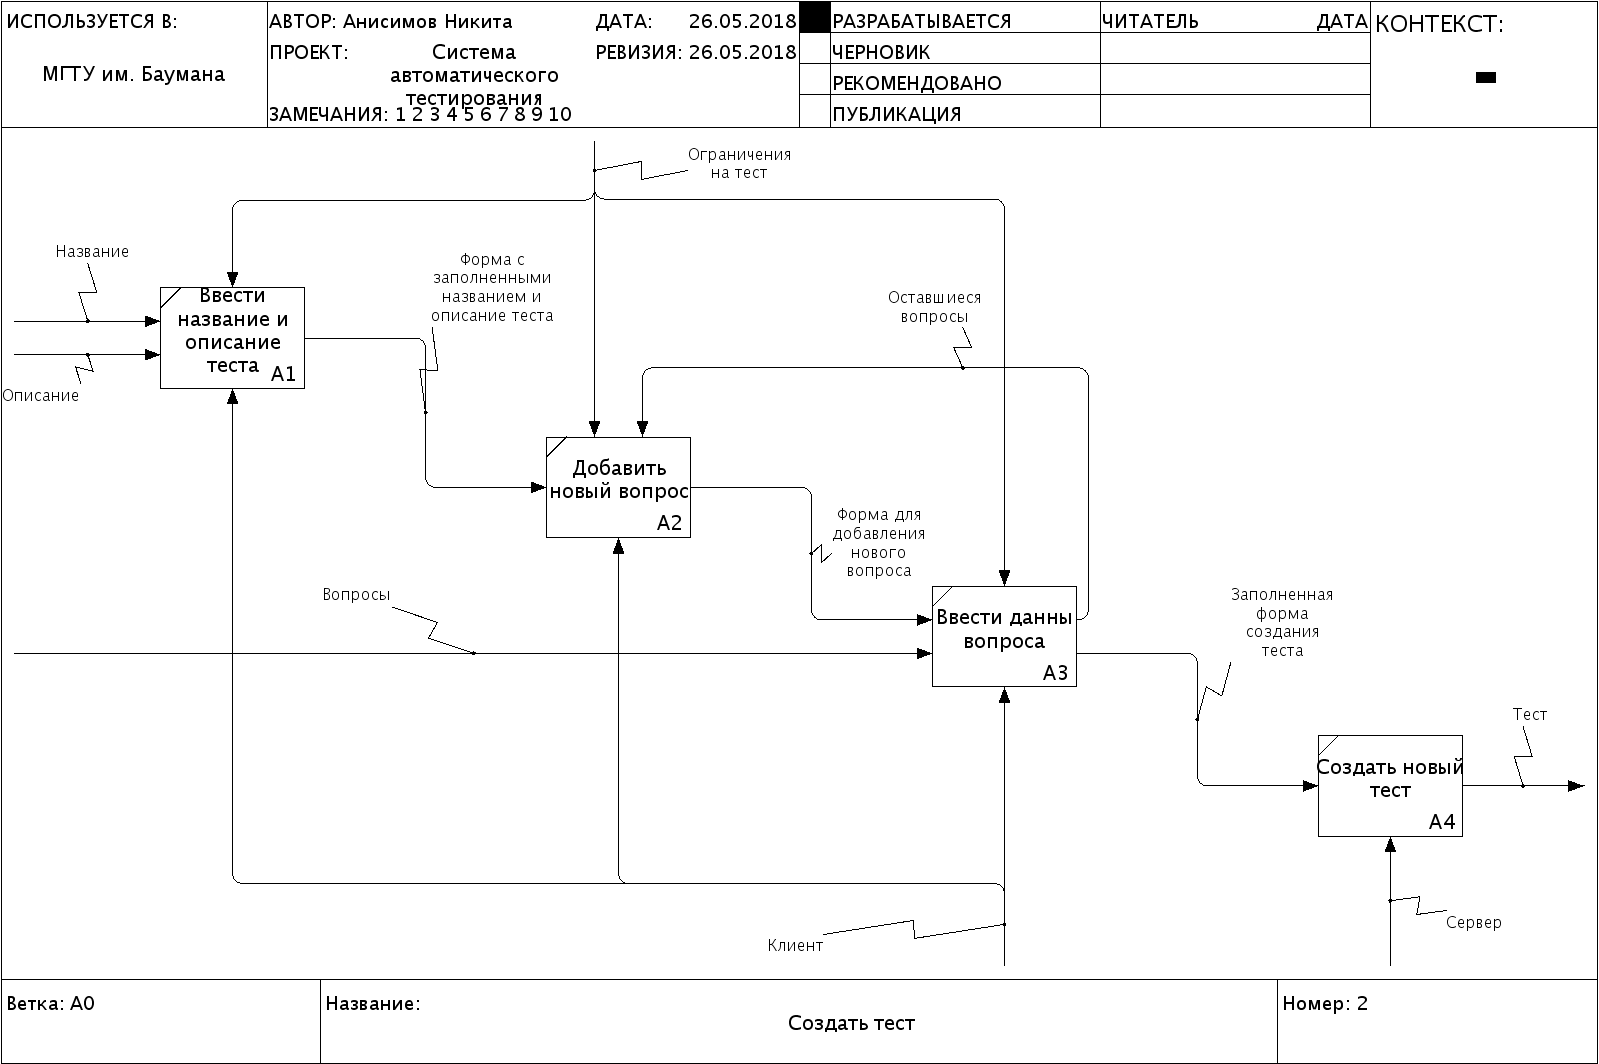 ИСПОЛЬЗУЕТСЯ В:
МГТУ им. Баумана
АВТОР: Анисимов Никита
ДАТА: 26.05.2018
ПРОЕКТ: Система
автоматического
тестирования
РЕВИЗИЯ: 26.05.2018
ЗАМЕЧАНИЯ: 1 2 3 4 5 6 7 8 9 10
РАЗРАБАТЫВАЕТСЯ
ЧЕРНОВИК
РЕКОМЕНДОВАНО
ПУБЛИКАЦИЯ
ЧИТАТЕЛЬ ДАТА
КОНТЕКСТ:
Ограничения
на тест
Название
Описание
Ввести
название и
описание
теста
A1
Форма с
заполненными
названием и
описание теста
Оставшиеся
вопросы
Добавить
новый вопрос
A2
Форма для
добавления
нового
вопроса
Вопросы
Ввести данны
вопроса
A3
Заполненная
форма
создания
теста
Тест
Создать новый
тест
A4
Клиент
Сервер
Ветка: A0
Название:
Создать тест
Номер: 2